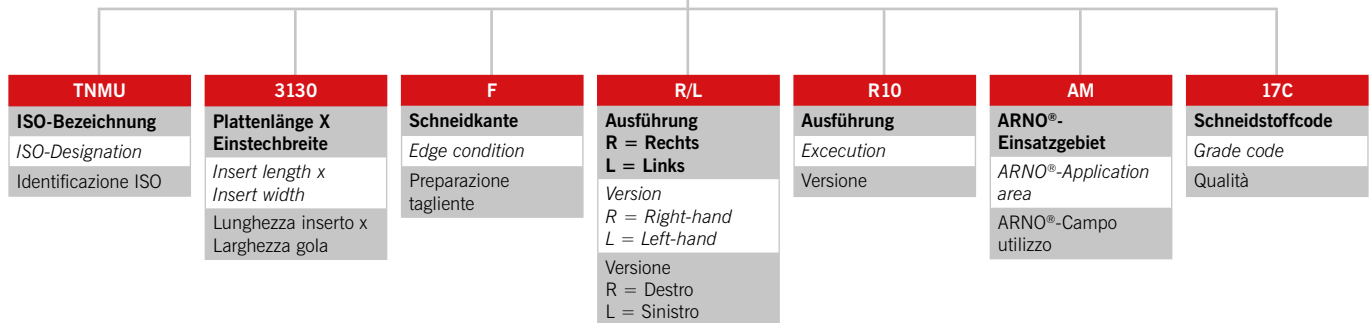 TNMU
ISO-Bezeichnung
ISO-Designation
Identificazione ISO
3130
Plattenlänge X
Einstechbreite
Insert length x
Insert width
Lunghezza inserto x
Larghezza gola
F
Schneidkante
Edge condition
Preparazione
tagliente
R/L
Ausführung
R = Rechts
L = Links
Version
R = Right-hand
L = Left-hand
Versione
R = Destro
L = Sinistro
R10
Ausführung
Excecution
Versione
AM
ARNO®-
Einsatzgebiet
ARNO®-Application
area
ARNO®-Campo
utilizzo
17C
Schneidstoffcode
Grade code
Qualità